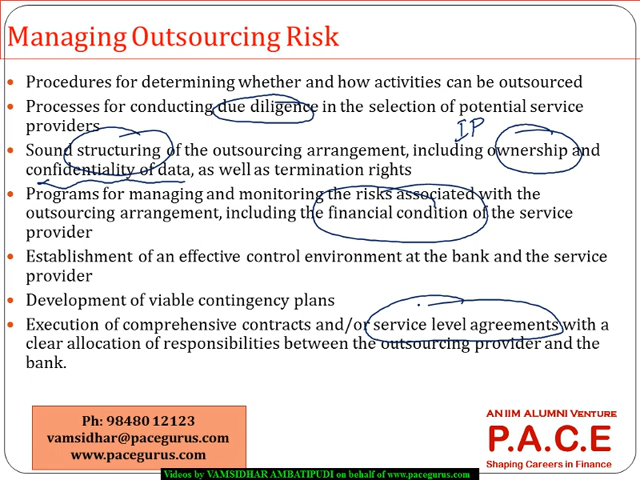 Managing Outsourcing Risk
• Procedures for determining whether and how activities can be outsourced
• Processes for conducting due diligence in the selection of potential service
providers
IP
• Sound structuring of the outsourcing arrangement, including ownership and
confidentiality of data, as well as termination rights
• Programs for managing and monitoring the risks associated with the
outsourcing arrangement, including the financial condition of the service
provider
• Establishment of an effective control environment at the bank and the service
provider
• Development of viable contingency plans
• Execution of comprehensive contracts and/or service level agreements with a
clear allocation of responsibilities between the outsourcing provider and the
bank.
Ph: 98480 12123
vamsidhar@pacegurus.com
www.pacegurus.com
AN IIM ALUMNI VENTURE
P.A.C.E
Shaping Careers in Finance
Videos by VAMSIDHAR AMBATIPUDI on behalf of www.pacegurus.com